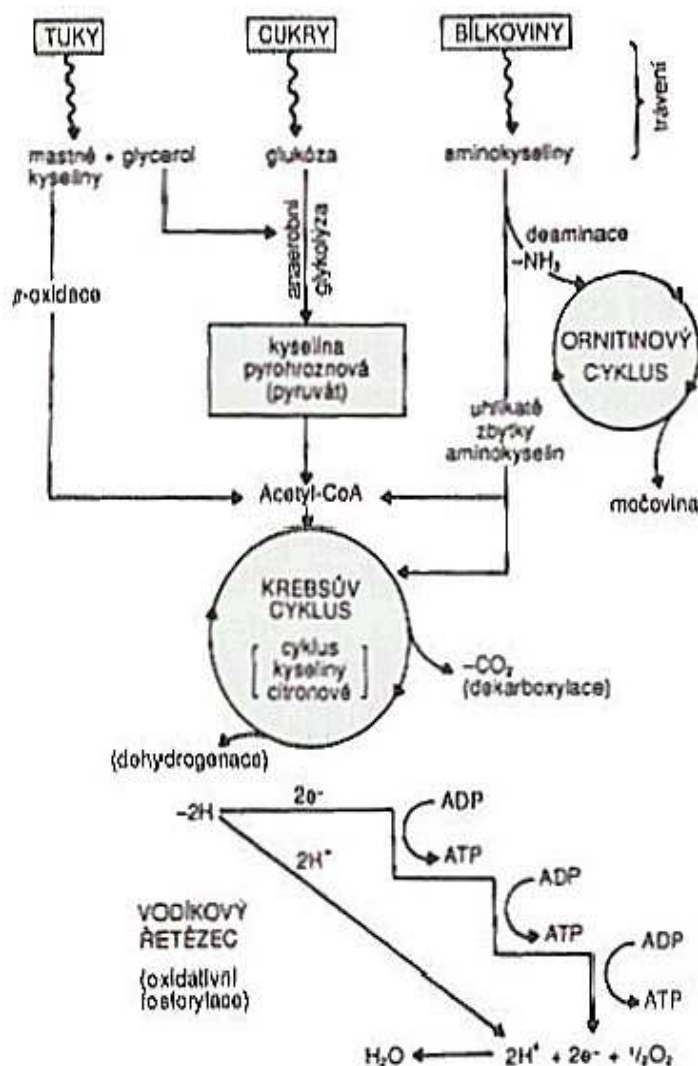 TUKY
CUKRY
BÍLKOVINY
trávení
mastné + glycerol
kyseliny
glukóza
aminokyseliny
anaerobní
glykolýza
deaminace
–NH₃
β-oxidace
ORNITINOVÝ
CYKLUS
kyselina
pyrohroznová
(pyruvát)
uhlíkaté
zbytky
aminokyselin
močovina
Acetyl-CoA
KREBSŮV
CYKLUS
cyklus
kyseliny
citronové
–CO₂
(dekarboxylace)
(dehydrogenace)
–2H
2e⁻
2H⁺
ADP
ATP
ADP
ATP
ADP
ATP
VODÍKOVÝ
ŘETĚZEC
(oxidativní
fosforylace)
H₂O
2H⁺ + 2e⁻ + ¹/₂O₂